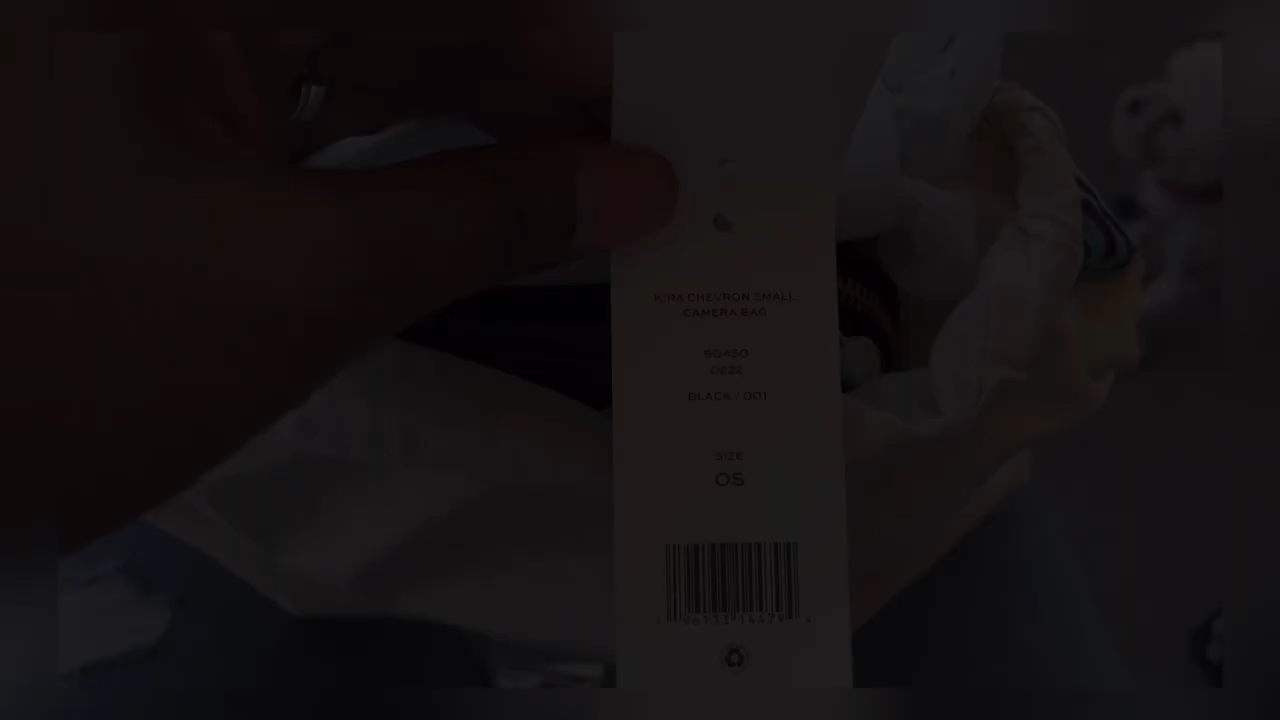 KIRA CHEVRON SMALL
CAMERA BAG
90450
0822
BLACK / 001
SIZE
OS